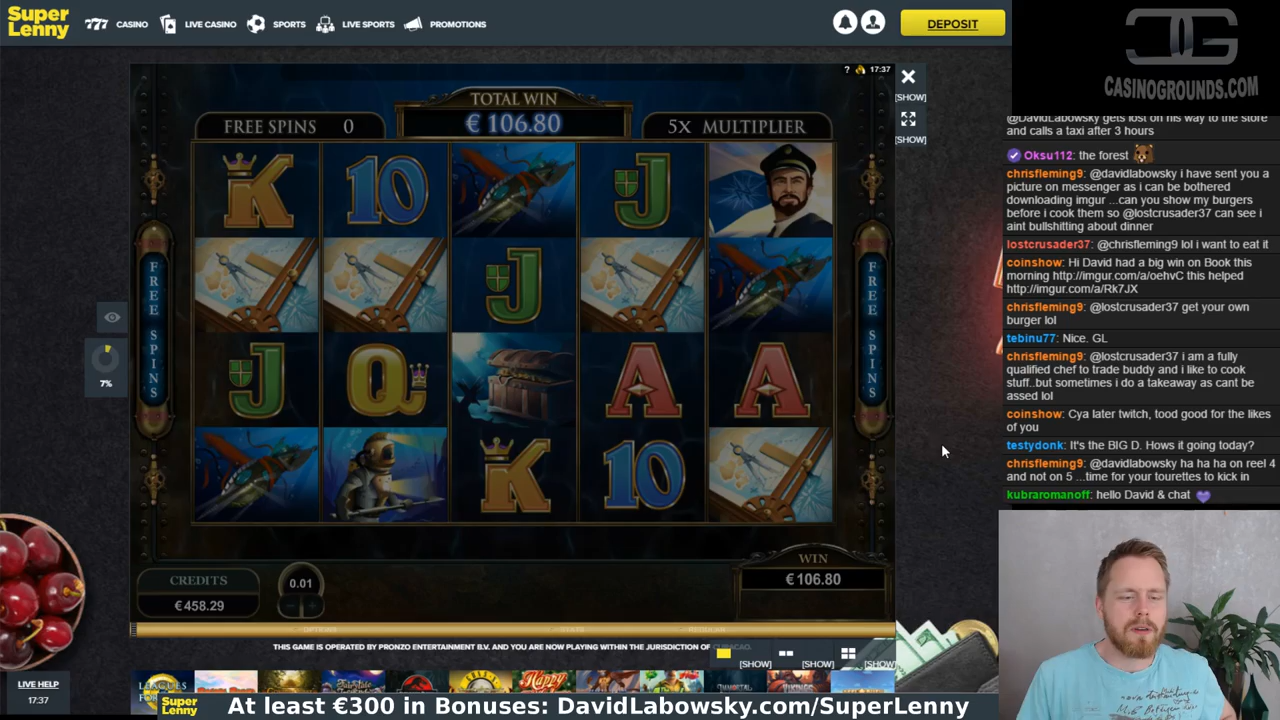 Super
Lenny
777 CASINO
LIVE CASINO
SPORTS
LIVE SPORTS
PROMOTIONS
DEPOSIT
CG
CASINOGROUNDS.COM
? 17:37
[SHOW]
[SHOW]
TOTAL WIN
€ 106.80
FREE SPINS 0
5X MULTIPLIER
K 10 J
J
J Q A A
K 10
FREE SPINS
FREE SPINS
7%
CREDITS
€458.29
0.01
WIN
€106.80
OPTIONS
THIS GAME IS OPERATED BY PRONZO ENTERTAINMENT B.V. AND YOU ARE NOW PLAYING WITHIN THE JURISDICTION OF CURACAO.
[SHOW] [SHOW] [SHOW]
LIVE HELP
17:37
Super
Lenny
At least €300 in Bonuses: DavidLabowsky.com/SuperLenny
@DavidLabowsky gets lost on his way to the store
and calls a taxi after 3 hours
Oksu112: the forest
chrisfleming9: @davidlabowsky i have sent you a
picture on messenger as i can be bothered
downloading imgur ...can you show my burgers
before i cook them so @lostcrusader37 can see i
aint bullshitting about dinner
lostcrusader37: @chrisfleming9 lol i want to eat it
coinshow: Hi David had a big win on Book this
morning http://imgur.com/a/oehvC this helped
http://imgur.com/a/Rk7JX
chrisfleming9: @lostcrusader37 get your own
burger lol
tebinu77: Nice. GL
chrisfleming9: @lostcrusader37 i am a fully
qualified chef to trade buddy and i like to cook
stuff..but sometimes i do a takeaway as cant be
assed lol
coinshow: Cya later twitch, tood good for the likes
of you
testydonk: It's the BIG D. Hows it going today?
chrisfleming9: @davidlabowsky ha ha ha on reel 4
and not on 5 ...time for your tourettes to kick in
kubraromanoff: hello David & chat